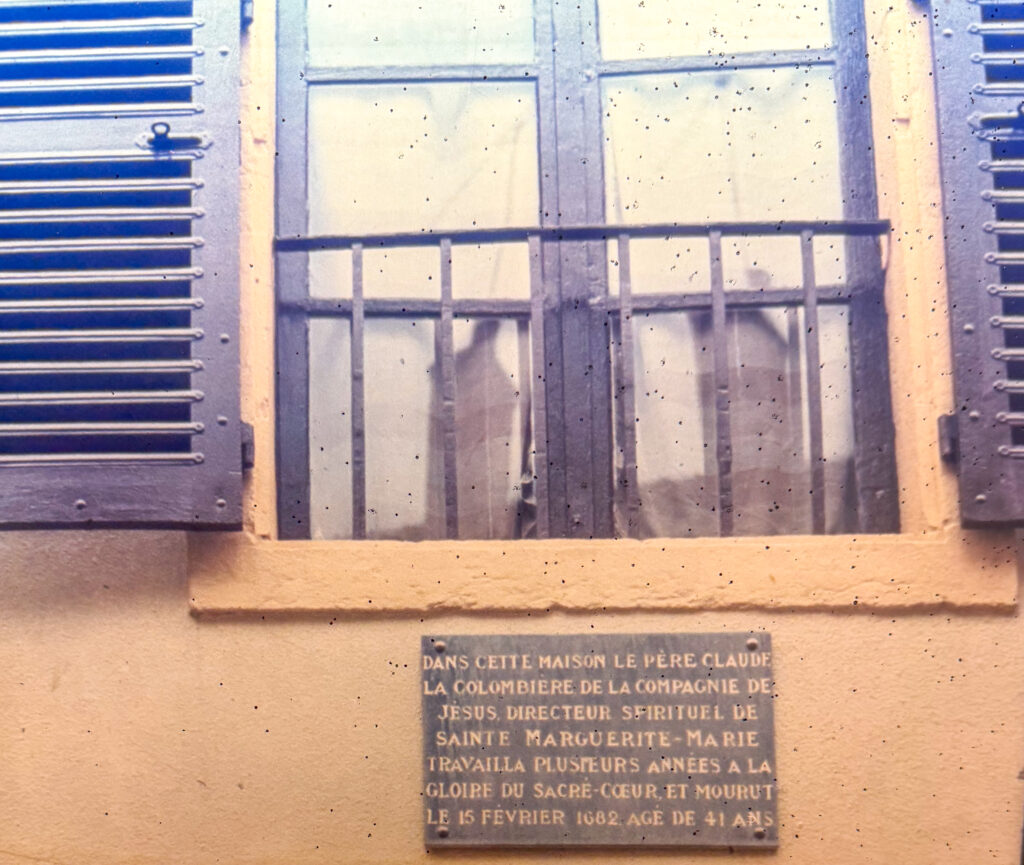 DANS CETTE MAISON LE PÈRE CLAUDE
LA COLOMBIÈRE DE LA COMPAGNIE DE
JÉSUS, DIRECTEUR SPIRITUEL DE
SAINTE MARGUERITE-MARIE
TRAVAILLA PLUSIEURS ANNÉES A LA
GLOIRE DU SACRÉ-CŒUR, ET MOURUT
LE 15 FÉVRIER 1682, AGÉ DE 41 ANS